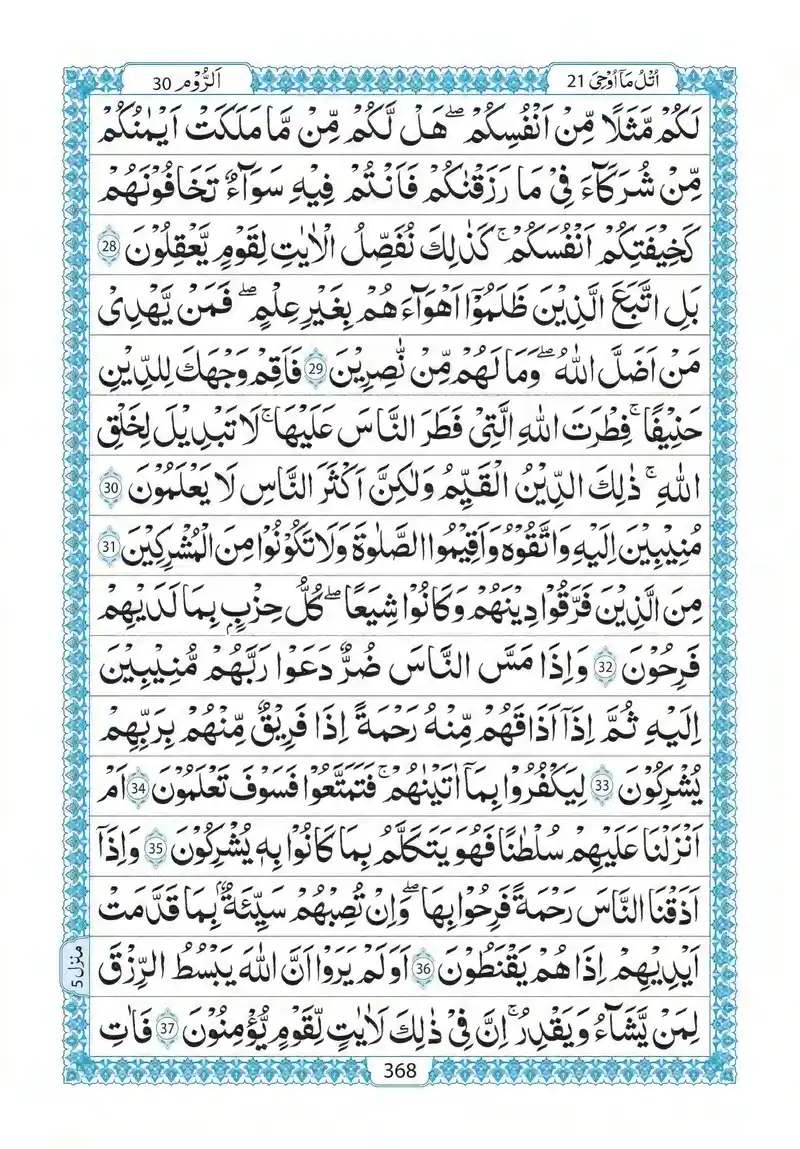 اُتْلُ مَاۤ اُوْحِیَ 21
اَلرُّوْم 30
لَكُمْ مَّثَلًا مِّنْ اَنْفُسِكُمْ ؕ هَلْ لَّكُمْ مِّنْ مَّا مَلَكَتْ اَیْمٰنُكُمْ
مِّنْ شُرَكَآءَ فِیْ مَا رَزَقْنٰكُمْ فَاَنْتُمْ فِیْهِ سَوَآءٌ تَخَافُوْنَهُمْ
كَخِیْفَتِكُمْ اَنْفُسَكُمْ ۚ كَذٰلِكَ نُفَصِّلُ الْاٰیٰتِ لِقَوْمٍ یَّعْقِلُوْنَ 28
بَلِ اتَّبَعَ الَّذِیْنَ ظَلَمُوْۤا اَهْوَآءَهُمْ بِغَیْرِ عِلْمٍ ۖ فَمَنْ یَّهْدِیْ
مَنْ اَضَلَّ اللّٰهُ ۖ وَمَا لَهُمْ مِّنْ نّٰصِرِیْنَ 29 فَاَقِمْ وَجْهَكَ لِلدِّیْنِ
حَنِیْفًا ۚ فِطْرَتَ اللّٰهِ الَّتِیْ فَطَرَ النَّاسَ عَلَیْهَا ۚ لَا تَبْدِیْلَ لِخَلْقِ
اللّٰهِ ۚ ذٰلِكَ الدِّیْنُ الْقَیِّمُ وَلٰكِنَّ اَكْثَرَ النَّاسِ لَا یَعْلَمُوْنَ 30
مُنِیْبِیْنَ اِلَیْهِ وَاتَّقُوْهُ وَاَقِیْمُوا الصَّلٰوةَ وَلَا تَكُوْنُوْا مِنَ الْمُشْرِكِیْنَ 31
مِنَ الَّذِیْنَ فَرَّقُوْا دِیْنَهُمْ وَكَانُوْا شِیَعًا ۖ كُلُّ حِزْبٍۭ بِمَا لَدَیْهِمْ
فَرِحُوْنَ 32 وَاِذَا مَسَّ النَّاسَ ضُرٌّ دَعَوْا رَبَّهُمْ مُّنِیْبِیْنَ
اِلَیْهِ ثُمَّ اِذَاۤ اَذَاقَهُمْ مِّنْهُ رَحْمَةً اِذَا فَرِیْقٌ مِّنْهُمْ بِرَبِّهِمْ
یُشْرِكُوْنَ 33 لِیَكْفُرُوْا بِمَاۤ اٰتَیْنٰهُمْ ۚ فَتَمَتَّعُوْا فَسَوْفَ تَعْلَمُوْنَ 34 اَمْ
اَنْزَلْنَا عَلَیْهِمْ سُلْطٰنًا فَهُوَ یَتَكَلَّمُ بِمَا كَانُوْا بِهٖ یُشْرِكُوْنَ 35 وَاِذَاۤ
اَذَقْنَا النَّاسَ رَحْمَةً فَرِحُوْا بِهَا ۖ وَاِنْ تُصِبْهُمْ سَیِّئَةٌۢ بِمَا قَدَّمَتْ
اَیْدِیْهِمْ اِذَا هُمْ یَقْنَطُوْنَ 36 اَوَلَمْ یَرَوْا اَنَّ اللّٰهَ یَبْسُطُ الرِّزْقَ
منزل 5
لِمَنْ یَّشَآءُ وَیَقْدِرُ ۚ اِنَّ فِیْ ذٰلِكَ لَاٰیٰتٍ لِّقَوْمٍ یُّؤْمِنُوْنَ 37 فَاٰتِ
368